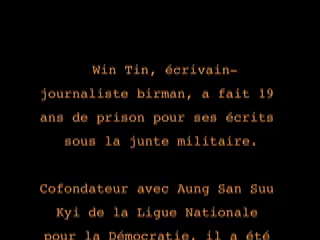 Win Tin, écrivain-
journaliste birman, a fait 19
ans de prison pour ses écrits
sous la junte militaire.
Cofondateur avec Aung San Suu
Kyi de la Ligue Nationale
pour la Démocratie, il a été